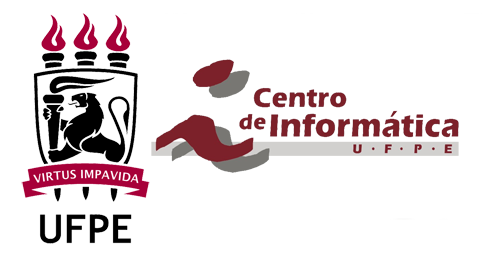 VIRTUS IMPAVIDA
UFPE
Centro
de Informática
U·F·P·E